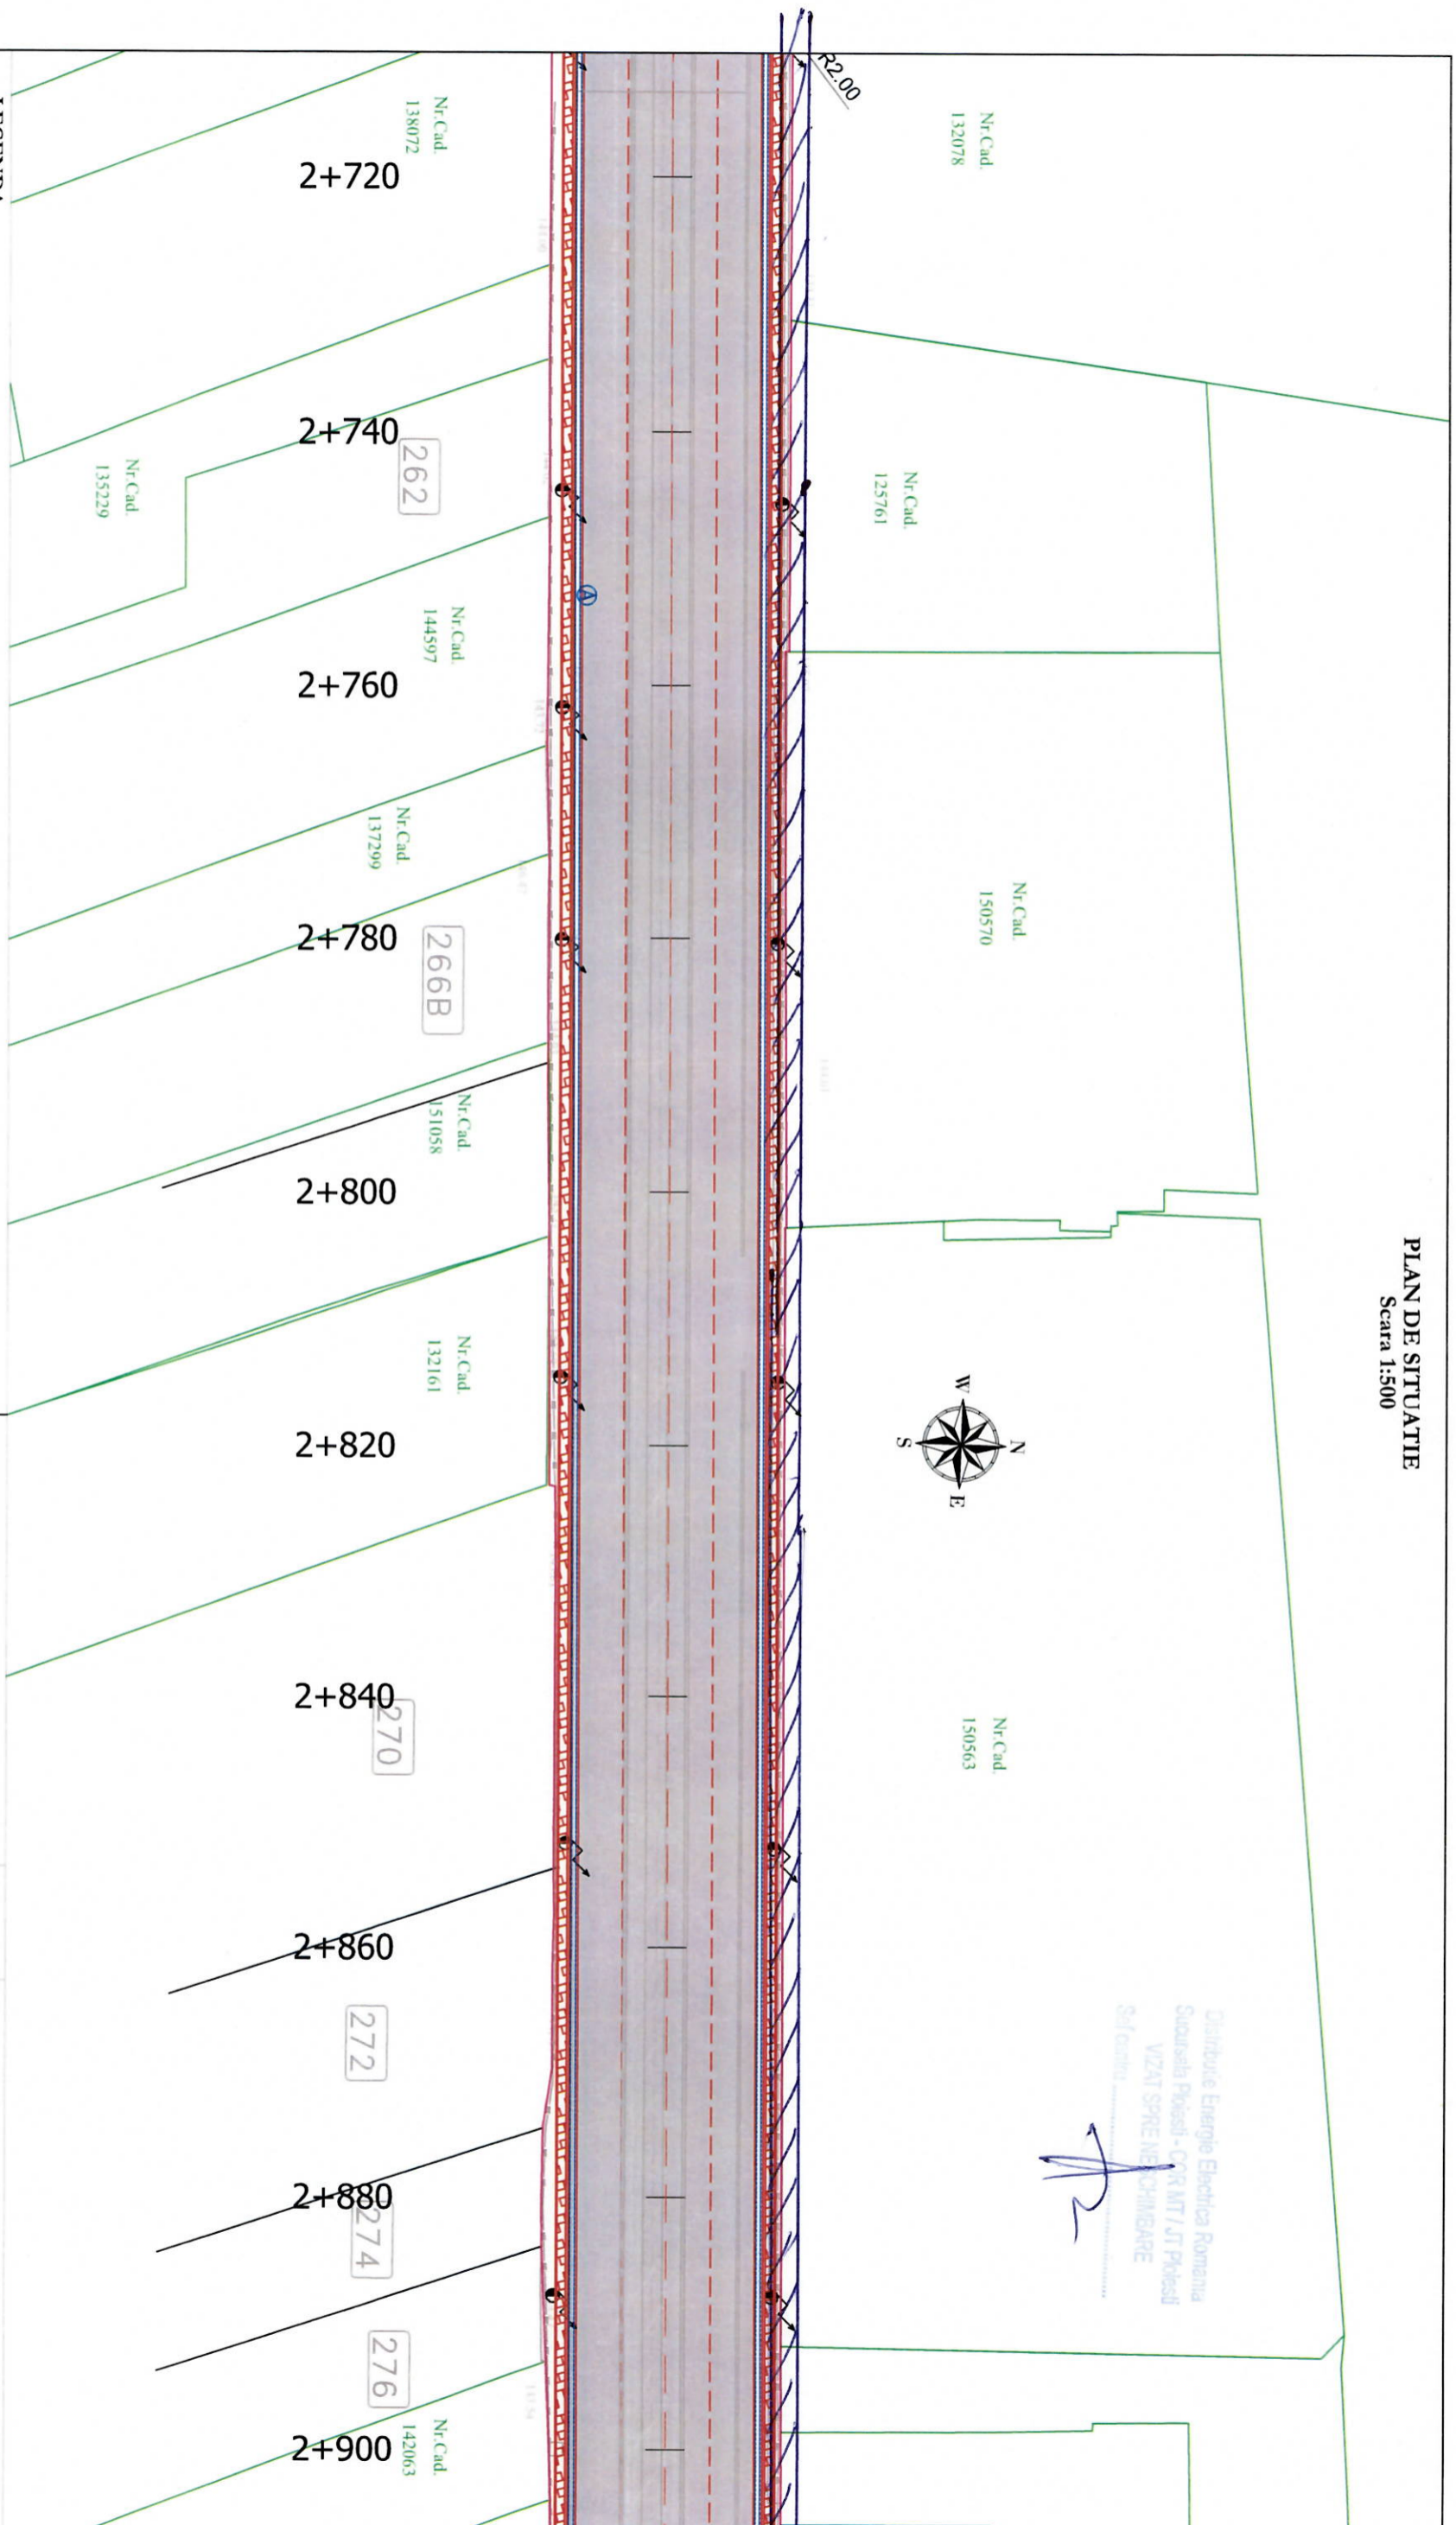 PLAN DE SITUATIE
Scara 1:500
R2.00
Nr.Cad.
132078
Nr.Cad.
125761
Nr.Cad.
150570
Nr.Cad.
150563
N
W
E
S
Distributie Energie Electrica Romania
Sucursala Ploiesti - COR MT / JT Ploiesti
VIZAT SPRE NESCHIMBARE
Sef centru
A
Nr.Cad.
138072
2+720
2+740
262
Nr.Cad.
135229
Nr.Cad.
144597
2+760
Nr.Cad.
137299
2+780
266B
Nr.Cad.
151058
2+800
Nr.Cad.
132161
2+820
2+840
270
2+860
272
2+880
274
276
Nr.Cad.
142063
2+900